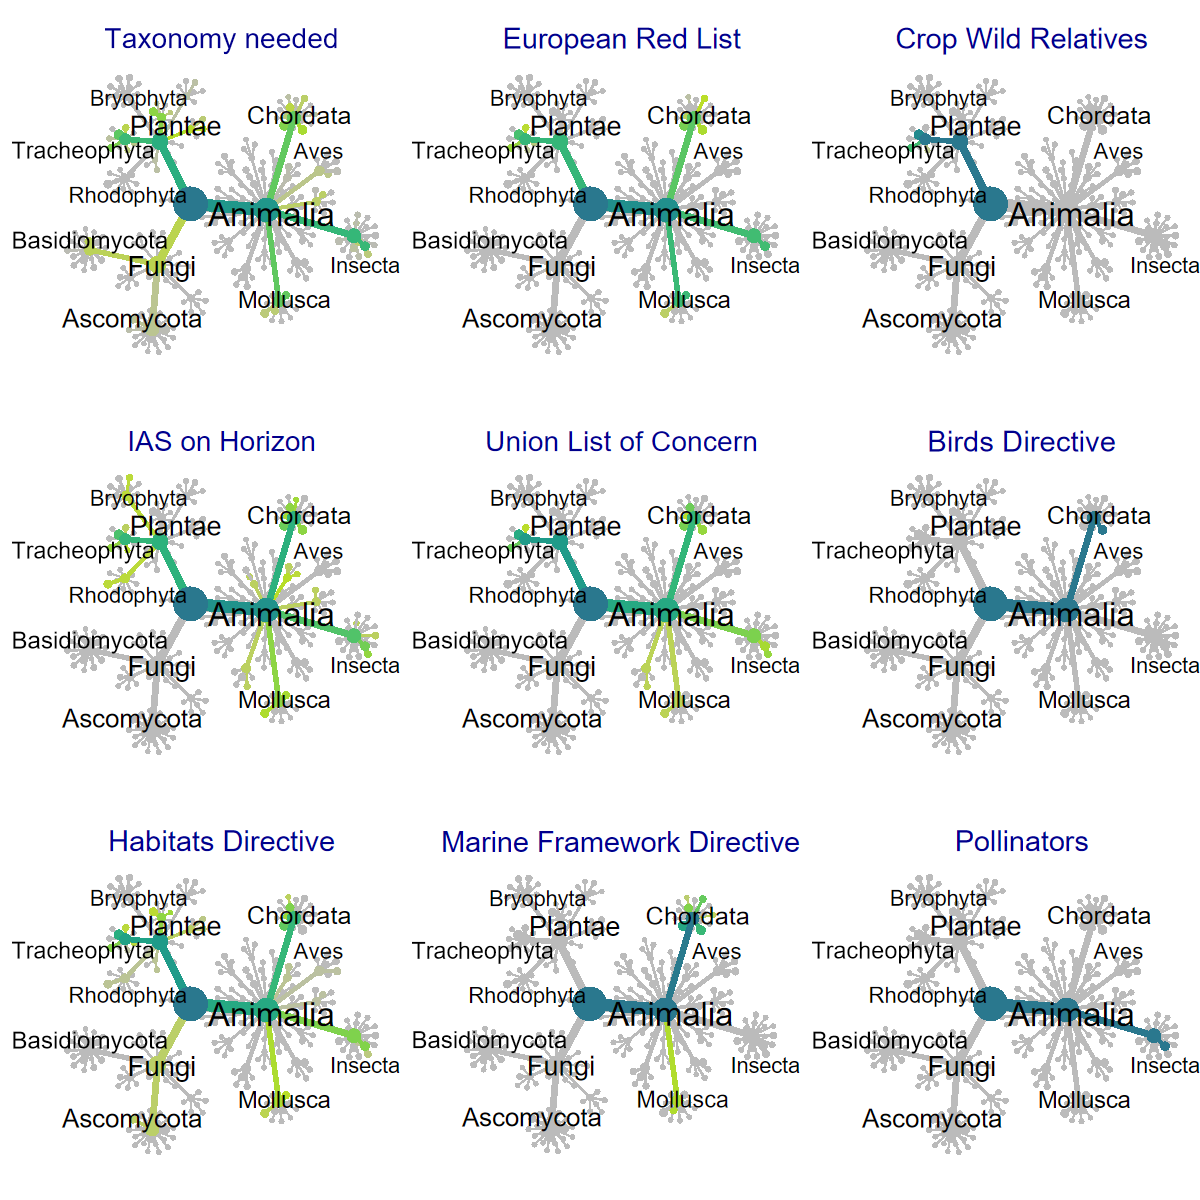 Taxonomy needed
Bryophyta
Chordata
Plantae
Tracheophyta
Aves
Rhodophyta
Animalia
Basidiomycota
Fungi
Insecta
Mollusca
Ascomycota
European Red List
Bryophyta
Chordata
Plantae
Tracheophyta
Aves
Rhodophyta
Animalia
Basidiomycota
Fungi
Insecta
Mollusca
Ascomycota
Crop Wild Relatives
Bryophyta
Chordata
Plantae
Tracheophyta
Aves
Rhodophyta
Animalia
Basidiomycota
Fungi
Insecta
Mollusca
Ascomycota
IAS on Horizon
Bryophyta
Chordata
Plantae
Tracheophyta
Aves
Rhodophyta
Animalia
Basidiomycota
Fungi
Insecta
Mollusca
Ascomycota
Union List of Concern
Bryophyta
Chordata
Plantae
Tracheophyta
Aves
Rhodophyta
Animalia
Basidiomycota
Fungi
Insecta
Mollusca
Ascomycota
Birds Directive
Bryophyta
Chordata
Plantae
Tracheophyta
Aves
Rhodophyta
Animalia
Basidiomycota
Fungi
Insecta
Mollusca
Ascomycota
Habitats Directive
Bryophyta
Chordata
Plantae
Tracheophyta
Aves
Rhodophyta
Animalia
Basidiomycota
Fungi
Insecta
Mollusca
Ascomycota
Marine Framework Directive
Bryophyta
Chordata
Plantae
Tracheophyta
Aves
Rhodophyta
Animalia
Basidiomycota
Fungi
Insecta
Mollusca
Ascomycota
Pollinators
Bryophyta
Chordata
Plantae
Tracheophyta
Aves
Rhodophyta
Animalia
Basidiomycota
Fungi
Insecta
Mollusca
Ascomycota